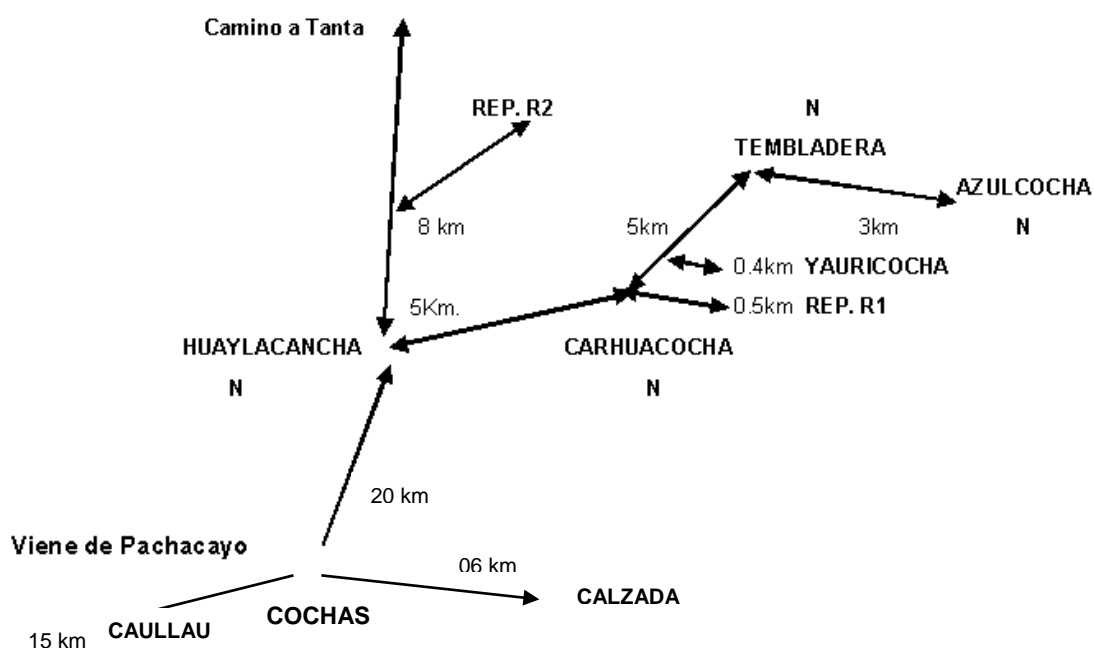 Camino a Tanta
REP. R2
N
TEMBLADERA
AZULCOCHA
N
8 km
5km
3km
0.4km YAURICOCHA
0.5km REP. R1
5Km.
HUAYLACANCHA
N
CARHUACOCHA
N
20 km
Viene de Pachacayo
06 km
CALZADA
COCHAS
CAULLAU
15 km